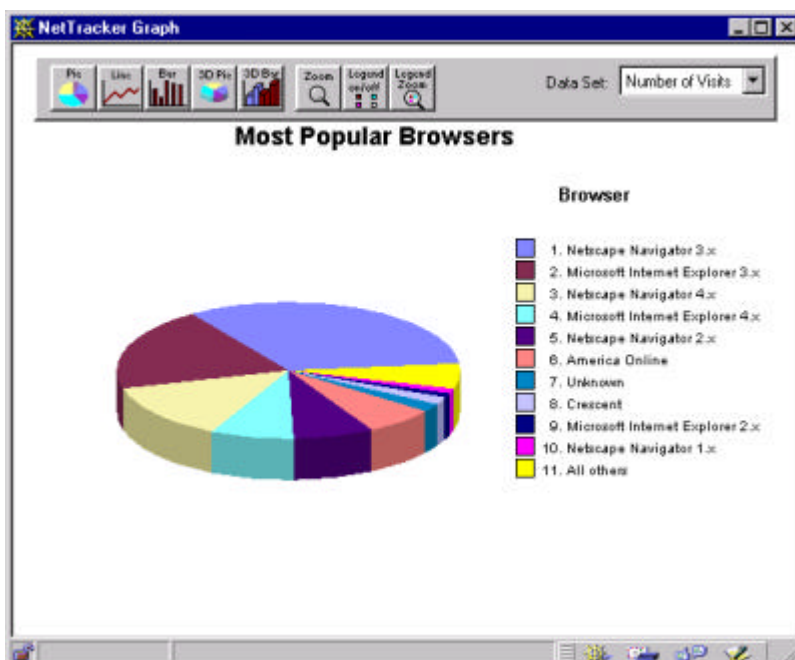 NetTracker Graph
Pie Line Bar 3D Pie 3D Bar Zoom Legend on/off Legend Zoom
Data Set: Number of Visits
Most Popular Browsers
Browser
1. Netscape Navigator 3.x
2. Microsoft Internet Explorer 3.x
3. Netscape Navigator 4.x
4. Microsoft Internet Explorer 4.x
5. Netscape Navigator 2.x
6. America Online
7. Unknown
8. Crescent
9. Microsoft Internet Explorer 2.x
10. Netscape Navigator 1.x
11. All others